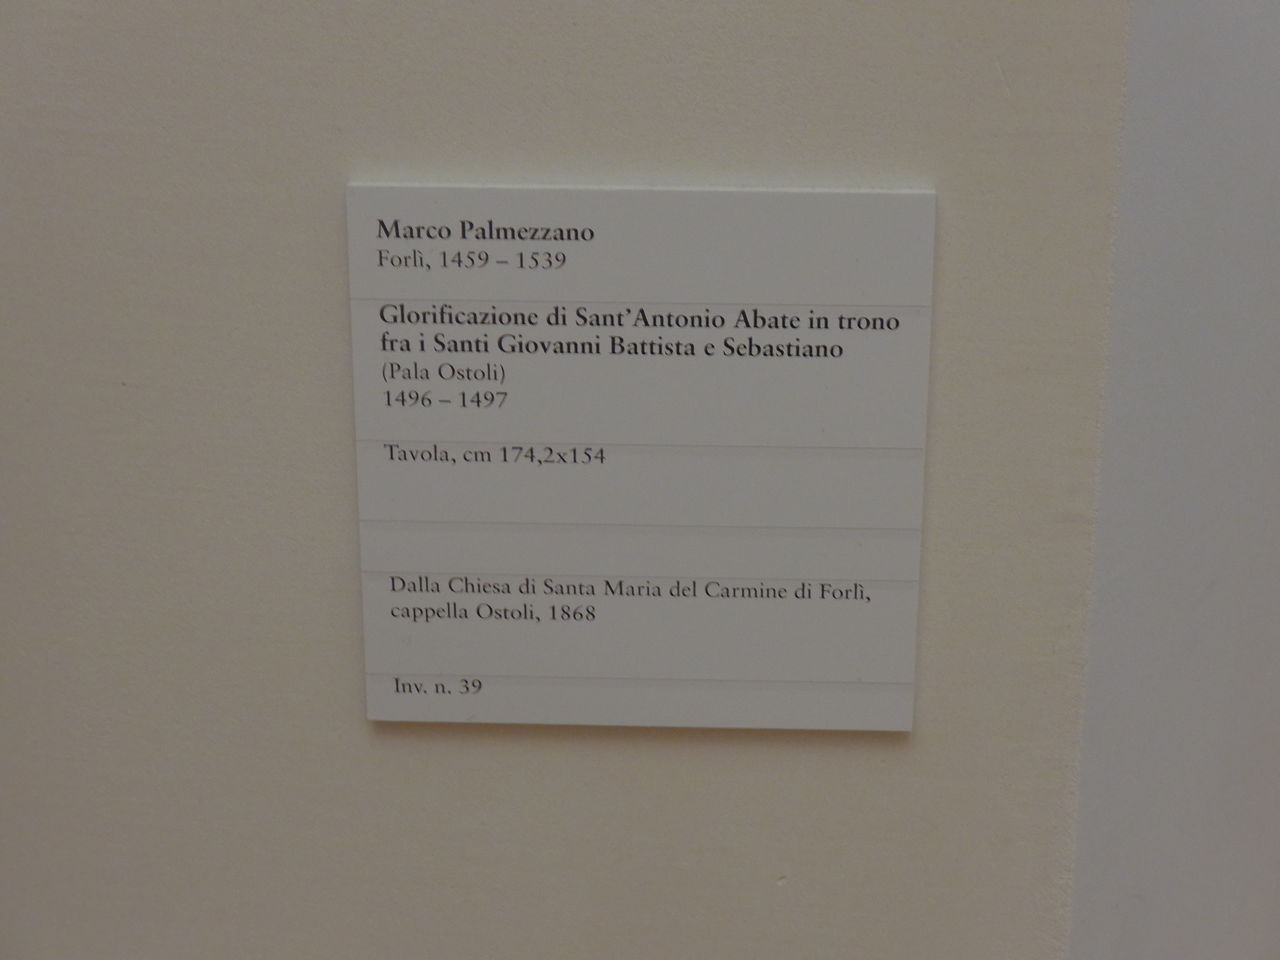 Marco Palmezzano
Forlì, 1459 – 1539
Glorificazione di Sant'Antonio Abate in trono
fra i Santi Giovanni Battista e Sebastiano
(Pala Ostoli)
1496 – 1497
Tavola, cm 174,2x154
Dalla Chiesa di Santa Maria del Carmine di Forlì,
cappella Ostoli, 1868
Inv. n. 39